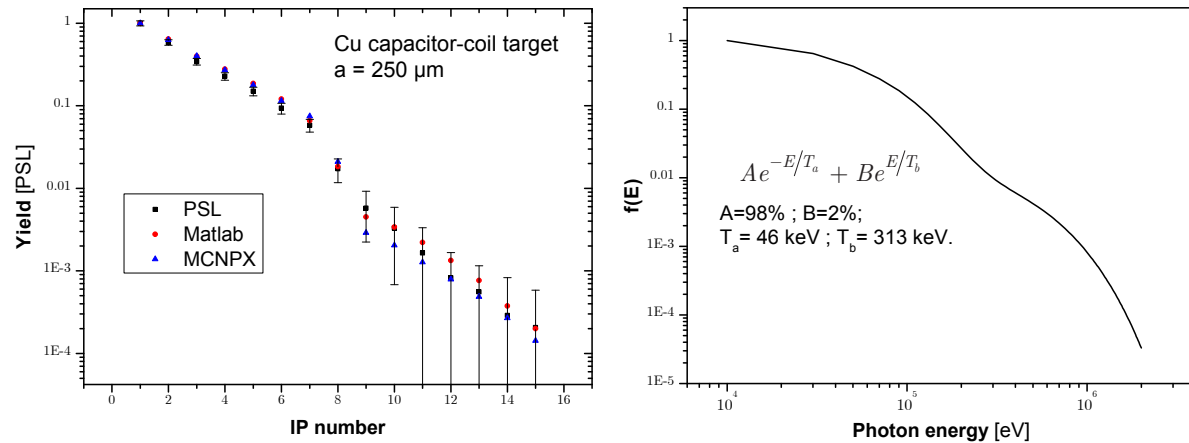 Cu capacitor-coil target
a = 250 µm
Yield [PSL]
1
0.1
0.01
1E-3
1E-4
PSL
Matlab
MCNPX
0 2 4 6 8 10 12 14 16
IP number
f(E)
1
0.1
0.01
1E-3
1E-4
1E-5
Ae^{-E/T_a} + Be^{E/T_b}
A=98% ; B=2%;
T_a= 46 keV ; T_b= 313 keV.
10^4 10^5 10^6
Photon energy [eV]